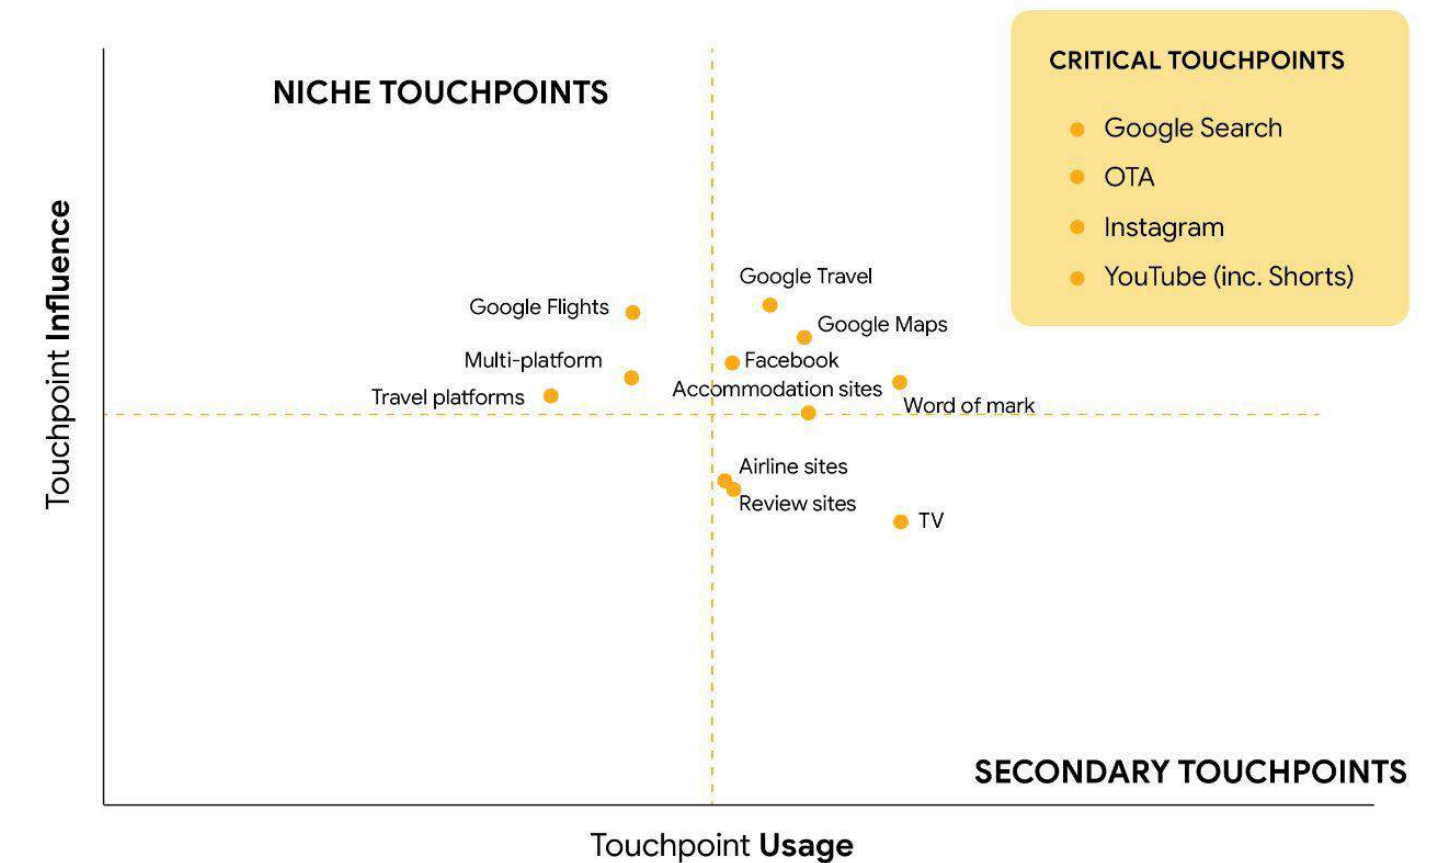 CRITICAL TOUCHPOINTS
Google Search
OTA
Instagram
YouTube (inc. Shorts)
NICHE TOUCHPOINTS
Touchpoint Influence
Google Travel
Google Flights
Google Maps
Multi-platform
Facebook
Travel platforms
Accommodation sites
Word of mark
Airline sites
Review sites
TV
SECONDARY TOUCHPOINTS
Touchpoint Usage